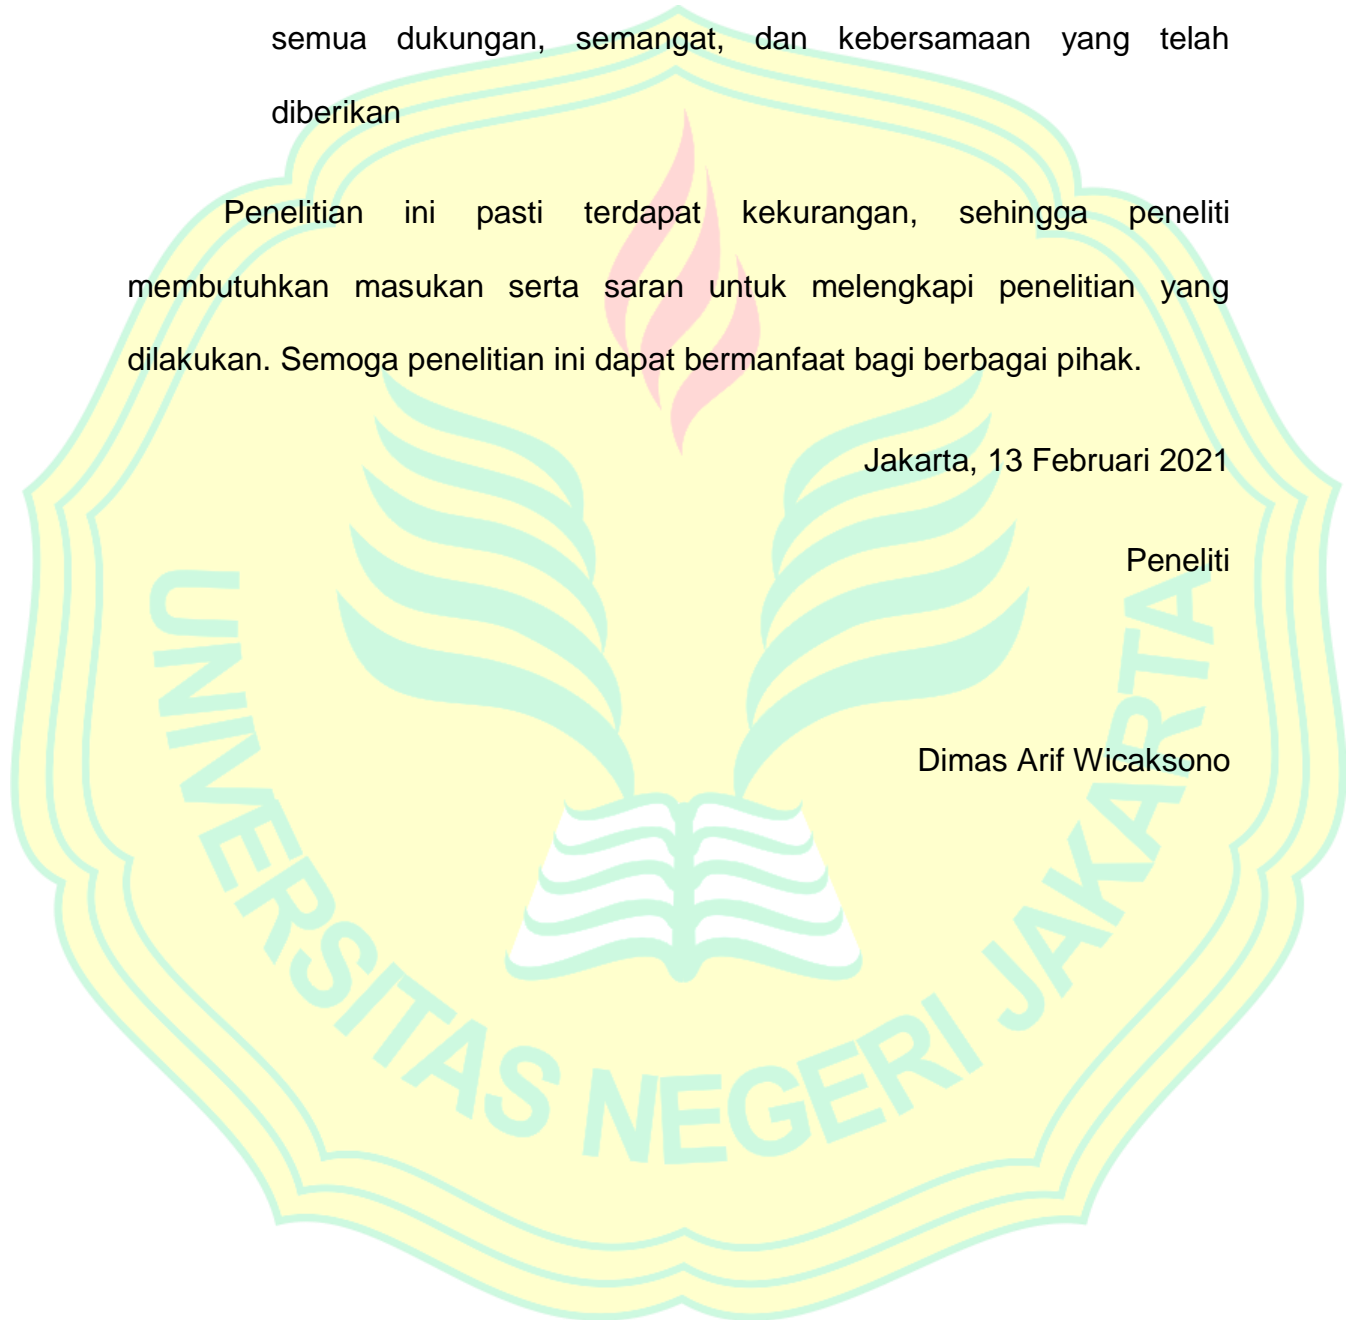 semua dukungan, semangat, dan kebersamaan yang telah
diberikan
Penelitian ini pasti terdapat kekurangan, sehingga peneliti
membutuhkan masukan serta saran untuk melengkapi penelitian yang
dilakukan. Semoga penelitian ini dapat bermanfaat bagi berbagai pihak.
Jakarta, 13 Februari 2021
Peneliti
Dimas Arif Wicaksono
UNIVERSITAS NEGERI JAKARTA